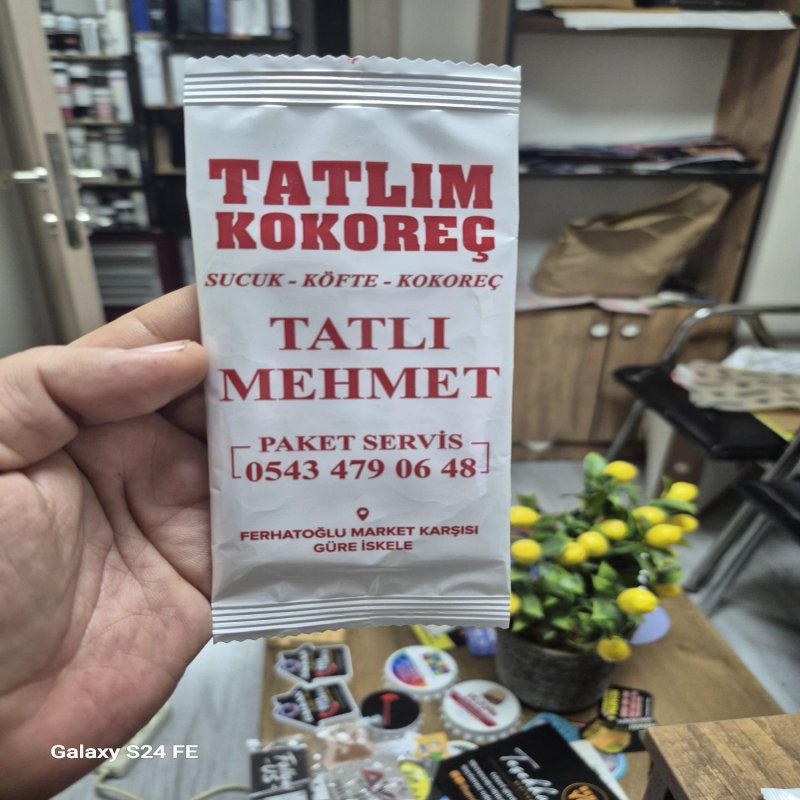 TATLIM
KOKOREÇ
SUCUK - KÖFTE - KOKOREÇ
TATLI
MEHMET
PAKET SERVİS
0543 479 06 48
FERHATOĞLU MARKET KARŞISI
GÜRE İSKELE
Galaxy S24 FE